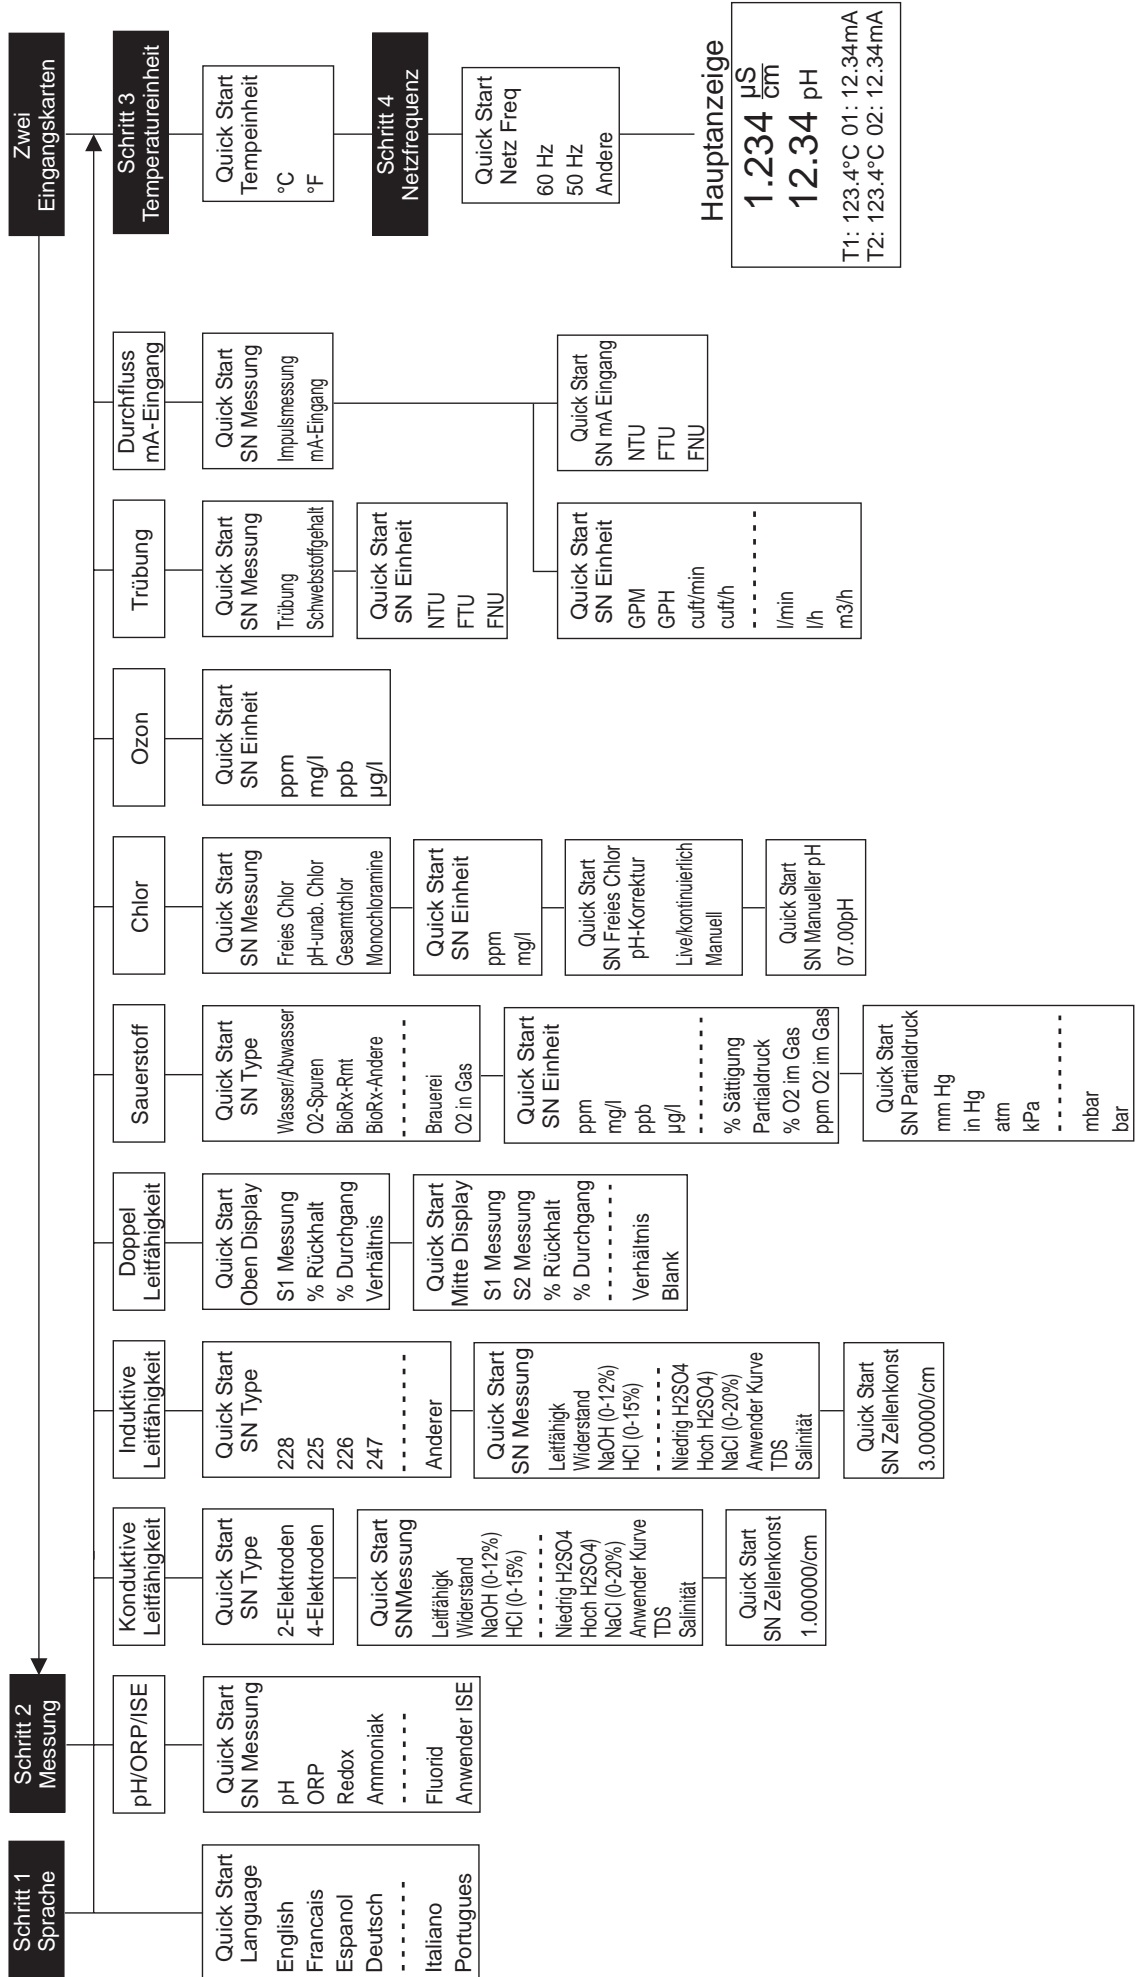 Schritt 1
Sprache
Quick Start
Language
English
Francais
Espanol
Deutsch
Italiano
Portugues
Schritt 2
Messung
pH/ORP/ISE
Quick Start
SN Messung
pH
ORP
Redox
Ammoniak
Fluorid
Anwender ISE
Konduktive
Leitfähigkeit
Quick Start
SN Type
2-Elektroden
4-Elektroden
Quick Start
SNMessung
Leitfähigk
Widerstand
NaOH (0-12%)
HCl (0-15%)
Niedrig H2SO4
Hoch H2SO4)
NaCl (0-20%)
Anwender Kurve
TDS
Salinität
Quick Start
SN Zellenkonst
1.00000/cm
Induktive
Leitfähigkeit
Quick Start
SN Type
228
225
226
247
Anderer
Quick Start
SN Messung
Leitfähigk
Widerstand
NaOH (0-12%)
HCl (0-15%)
Niedrig H2SO4
Hoch H2SO4)
NaCl (0-20%)
Anwender Kurve
TDS
Salinität
Quick Start
SN Zellenkonst
3.00000/cm
Doppel
Leitfähigkeit
Quick Start
Oben Display
S1 Messung
% Rückhalt
% Durchgang
Verhältnis
Quick Start
Mitte Display
S1 Messung
S2 Messung
% Rückhalt
% Durchgang
Verhältnis
Blank
Sauerstoff
Quick Start
SN Type
Wasser/Abwasser
O2-Spuren
BioRx-Rmt
BioRx-Andere
Brauerei
O2 in Gas
Quick Start
SN Einheit
ppm
mg/l
ppb
µg/l
% Sättigung
Partialdruck
% O2 im Gas
ppm O2 im Gas
Quick Start
SN Partialdruck
mm Hg
in Hg
atm
kPa
mbar
bar
Chlor
Quick Start
SN Messung
Freies Chlor
pH-unab. Chlor
Gesamtchlor
Monochloramine
Quick Start
SN Einheit
ppm
mg/l
Quick Start
SN Freies Chlor
pH-Korrektur
Live/kontinuierlich
Manuell
Quick Start
SN Manueller pH
07.00pH
Ozon
Quick Start
SN Einheit
ppm
mg/l
ppb
µg/l
Trübung
Quick Start
SN Messung
Trübung
Schwebstoffgehalt
Quick Start
SN Einheit
NTU
FTU
FNU
Durchfluss
mA-Eingang
Quick Start
SN Messung
Impulsmessung
mA-Eingang
Quick Start
SN Einheit
GPM
GPH
cuft/min
cuft/h
l/min
l/h
m3/h
Quick Start
SN mA Eingang
NTU
FTU
FNU
Zwei
Eingangskarten
Schritt 3
Temperatureinheit
Quick Start
Tempeinheit
°C
°F
Schritt 4
Netzfrequenz
Quick Start
Netz Freq
60 Hz
50 Hz
Andere
Hauptanzeige
1.234 µS/cm
12.34 pH
T1: 123.4°C 01: 12.34mA
T2: 123.4°C 02: 12.34mA